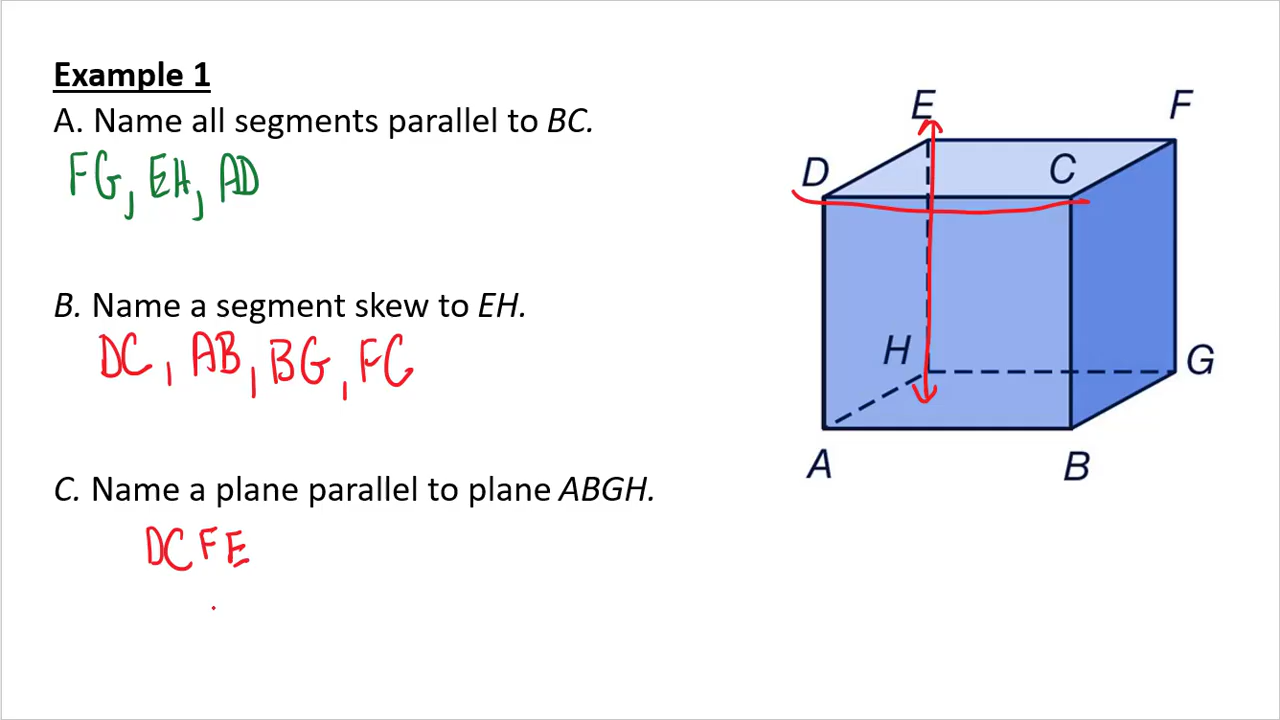 Example 1
A. Name all segments parallel to BC.
FG, EH, AD
B. Name a segment skew to EH.
DC, AB, BG, FC
C. Name a plane parallel to plane ABGH.
DCFE
E
F
D
C
H
G
A
B